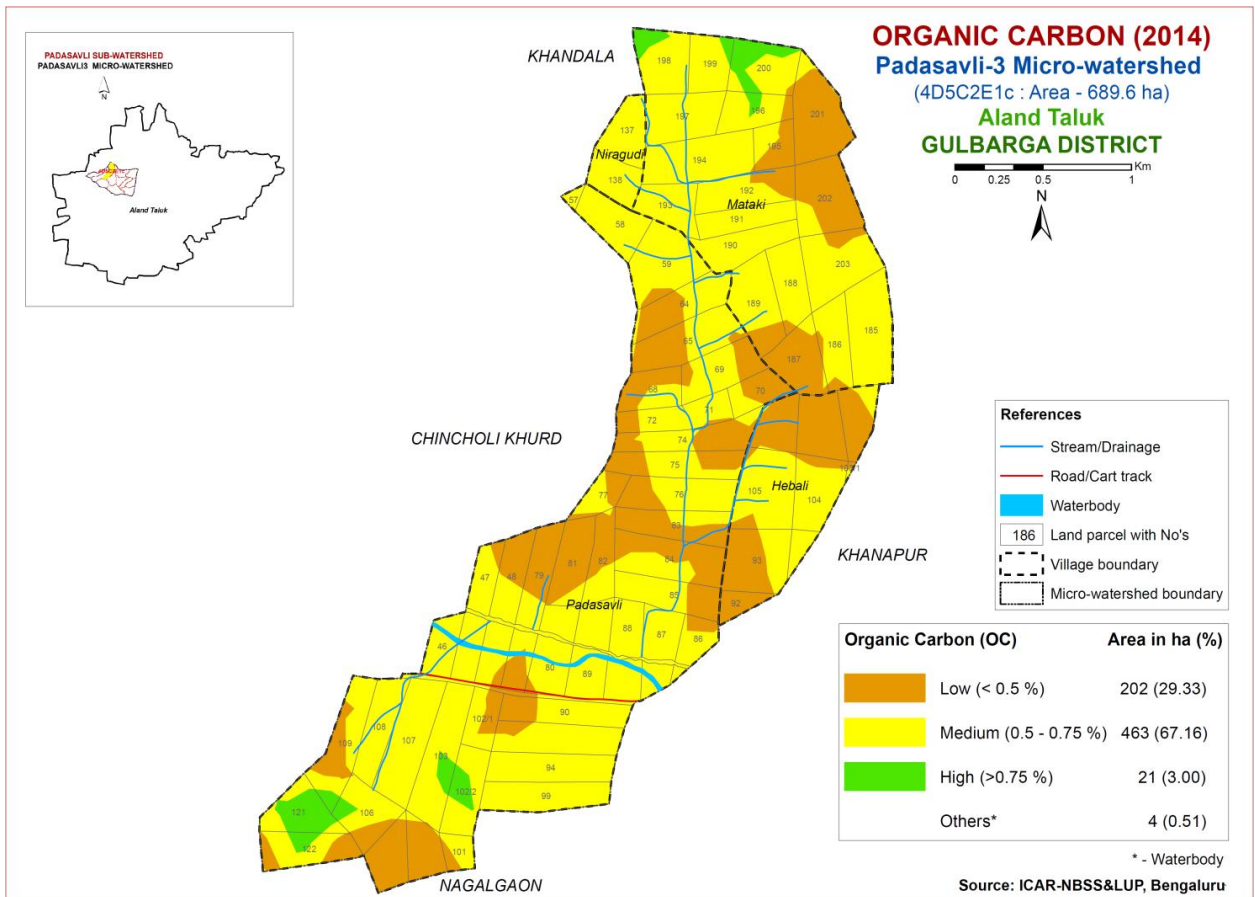 PADASAVLI SUB-WATERSHED
PADASAVLI3 MICRO-WATERSHED
N
Aland Taluk
ORGANIC CARBON (2014)
Padasavli-3 Micro-watershed
(4D5C2E1c : Area - 689.6 ha)
Aland Taluk
GULBARGA DISTRICT
0 0.25 0.5 1 Km
N
KHANDALA
198 199 200
197 196 201
137
Niragudi 194 195
138 192 202
57 193 Mataki
191
58 190
59 203
188
64 189
65 186 185
69 187
68 70
72 71
CHINCHOLI KHURD
74
75
Hebali
77 76 105 104
83
KHANAPUR
47 48 79 81 82 84 93
85 92
Padasavli
88 87 86
46 80 89
102/1 90
108
109 107 103 94
102/2 99
121 106
122 101
NAGALGAON
References
Stream/Drainage
Road/Cart track
Waterbody
186 Land parcel with No's
Village boundary
Micro-watershed boundary
Organic Carbon (OC) Area in ha (%)
Low (< 0.5 %) 202 (29.33)
Medium (0.5 - 0.75 %) 463 (67.16)
High (>0.75 %) 21 (3.00)
Others* 4 (0.51)
* - Waterbody
Source: ICAR-NBSS&LUP, Bengaluru